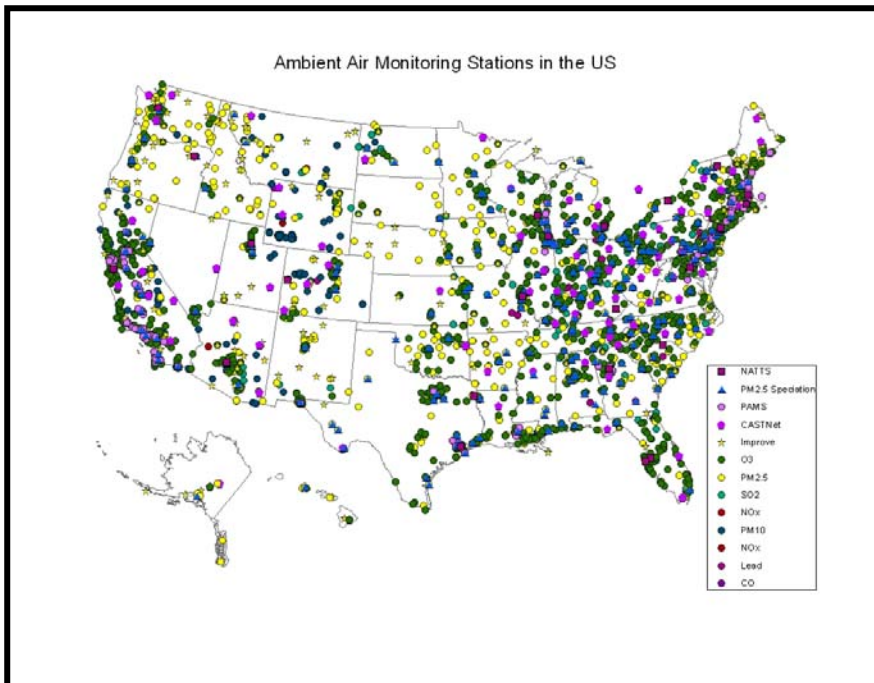 Ambient Air Monitoring Stations in the US
NATTS
PM2.5 Speciation
PAMS
CASTNet
Improve
O3
PM2.5
SO2
NOx
PM10
NOx
Lead
CO